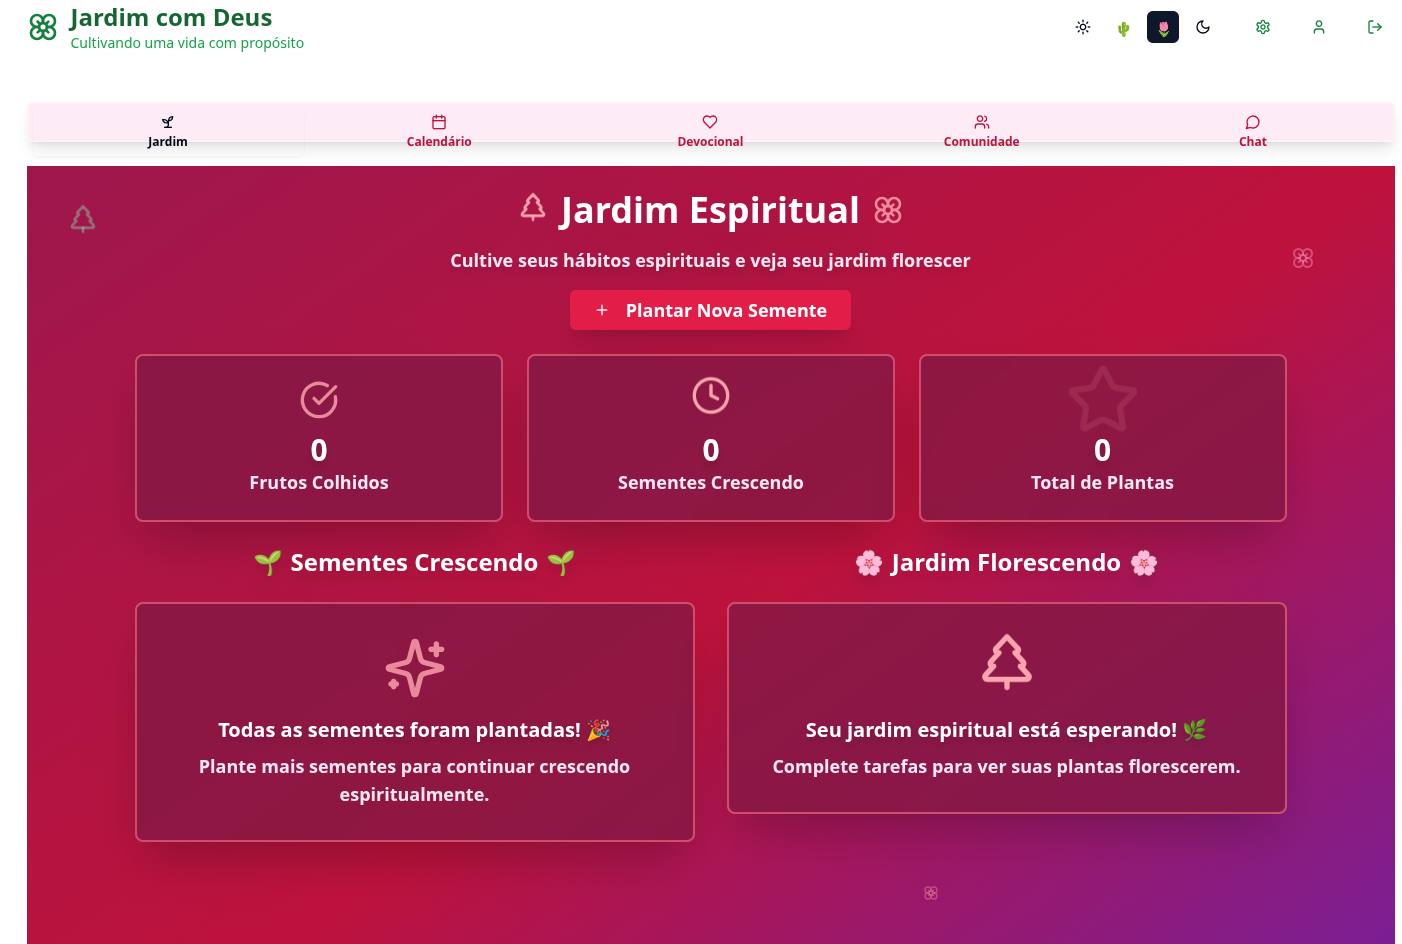 Jardim com Deus
Cultivando uma vida com propósito
Jardim
Calendário
Devocional
Comunidade
Chat
Jardim Espiritual
Cultive seus hábitos espirituais e veja seu jardim florescer
Plantar Nova Semente
0
Frutos Colhidos
0
Sementes Crescendo
0
Total de Plantas
🌱 Sementes Crescendo 🌱
🌸 Jardim Florescendo 🌸
Todas as sementes foram plantadas! 🎉
Plante mais sementes para continuar crescendo
espiritualmente.
Seu jardim espiritual está esperando! 🌿
Complete tarefas para ver suas plantas florescerem.